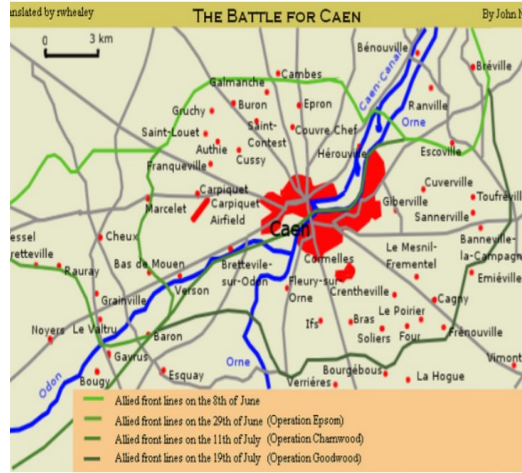 anslated by rwhealey
THE BATTLE FOR CAEN
By John M
0 3 km
Bénouville
Cambes
Galmanche
Bréville
Caen-Canal
Buron
Epron
Ranville
Gruchy
Orne
Saint-Contest
Saint-Louet
Couvre Chef
Authie
Hérouville
Escoville
Cussy
Franqueville
Cuverville
Carpiquet
Toufrévil
Giberville
Carpiquet Airfield
Marcelet
Sannerville
Caen
Banneville-
la-Campagn
Cheux
essel
Cormelles
Le Mesnil-
Frementel
retteville
Rauray
Bas de Mouen
Bretteville-
sur-Odon
Emiéville
Verson
Fleury-sur-
Orne
Crentheville
Grainville
Cagny
Le Poirier
Noyers
Le Valtru
Baron
Ifs
Bras
Soliers
Four
Frénouville
Gavrus
Orne
Vimont
Bougy
Esquay
Bourgébous
Odon
Verriéres
La Hogue
Allied front lines on the 8th of June
Allied front lines on the 29th of June (Operation Epsom)
Allied front lines on the 11th of July (Operation Charnwood)
Allied front lines on the 19th of July (Operation Goodwood)